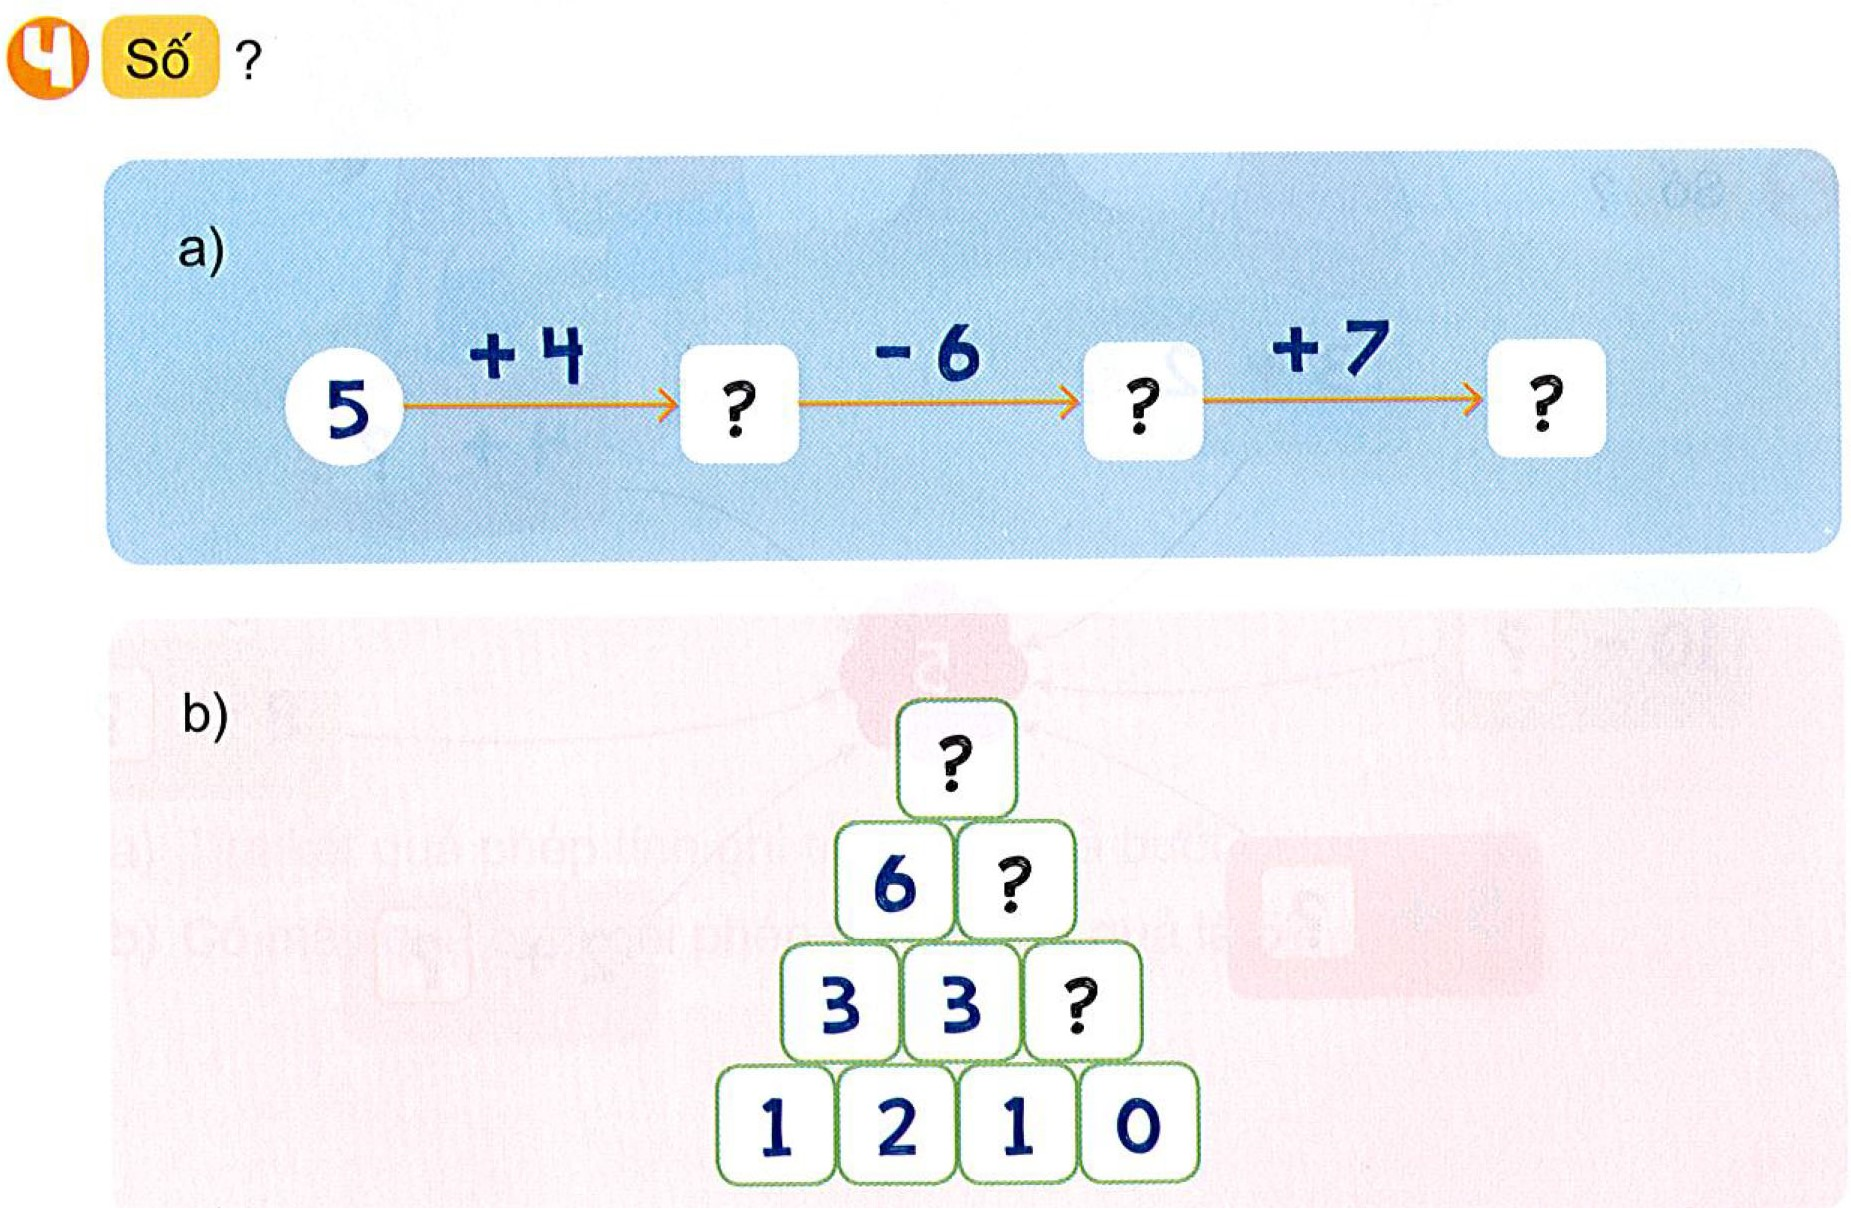 4 Số ?
a)
5 + 4 ? - 6 ? + 7 ?
b)
?
6 ?
3 3 ?
1 2 1 0